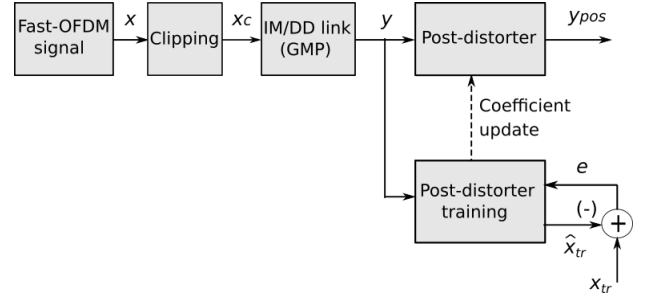 Fast-OFDM
signal
x
Clipping
xc
IM/DD link
(GMP)
y
Post-distorter
ypos
Coefficient
update
Post-distorter
training
e
(-)
+
x̂tr
xtr